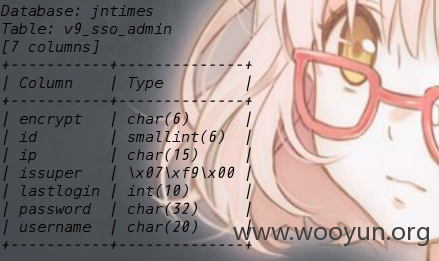 Database: jntimes
Table: v9_sso_admin
[7 columns]
+-----------+--------------+
| Column    | Type         |
+-----------+--------------+
| encrypt   | char(6)      |
| id        | smallint(6)  |
| ip        | char(15)     |
| issuper   | \x07\xf9\x00 |
| lastlogin | int(10)      |
| password  | char(32)     |
| username  | char(20)     |
+-----------+--------------+
www.wooyun.org